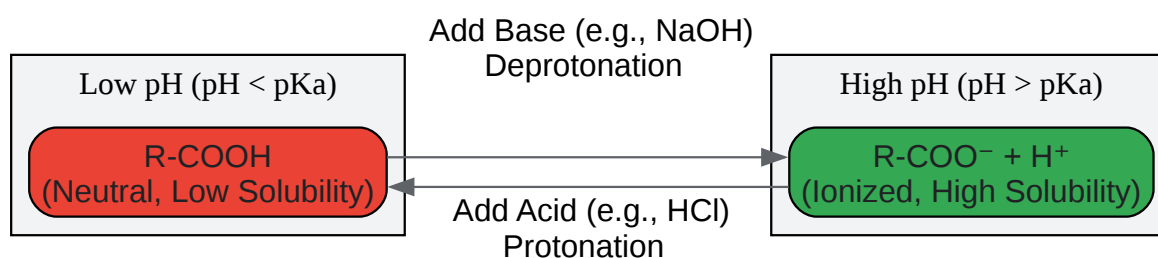 Add Base (e.g., NaOH)
Deprotonation
Low pH (pH < pKa)
R-COOH
(Neutral, Low Solubility)
High pH (pH > pKa)
R-COO⁻ + H⁺
(Ionized, High Solubility)
Add Acid (e.g., HCl)
Protonation